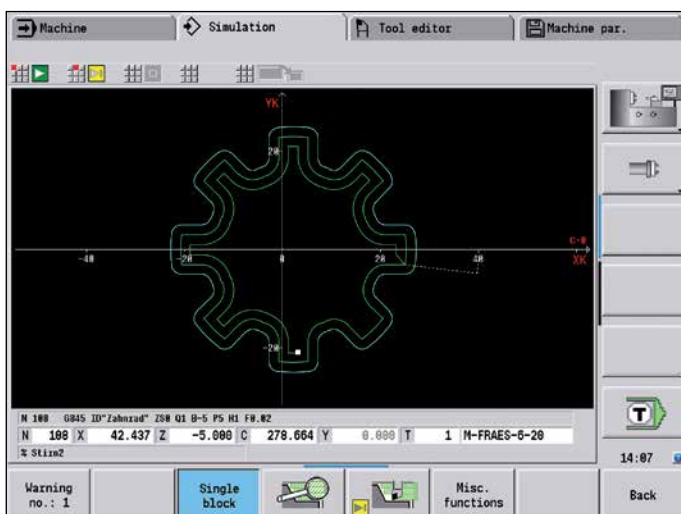 Machine Simulation Tool editor Machine par.
YK
20
C-0
-40 -20 0 20 40 XK
-20
N 108 G845 ID"Zahnrad" ZS0 Q1 B-5 P5 H1 F0.02
N 108 X 42.437 Z -5.000 C 278.664 Y 0.000 T 1 M-FRAES-6-20
% Stirn2
T
14:07
Warning no.: 1
Single block
Misc. functions
Back